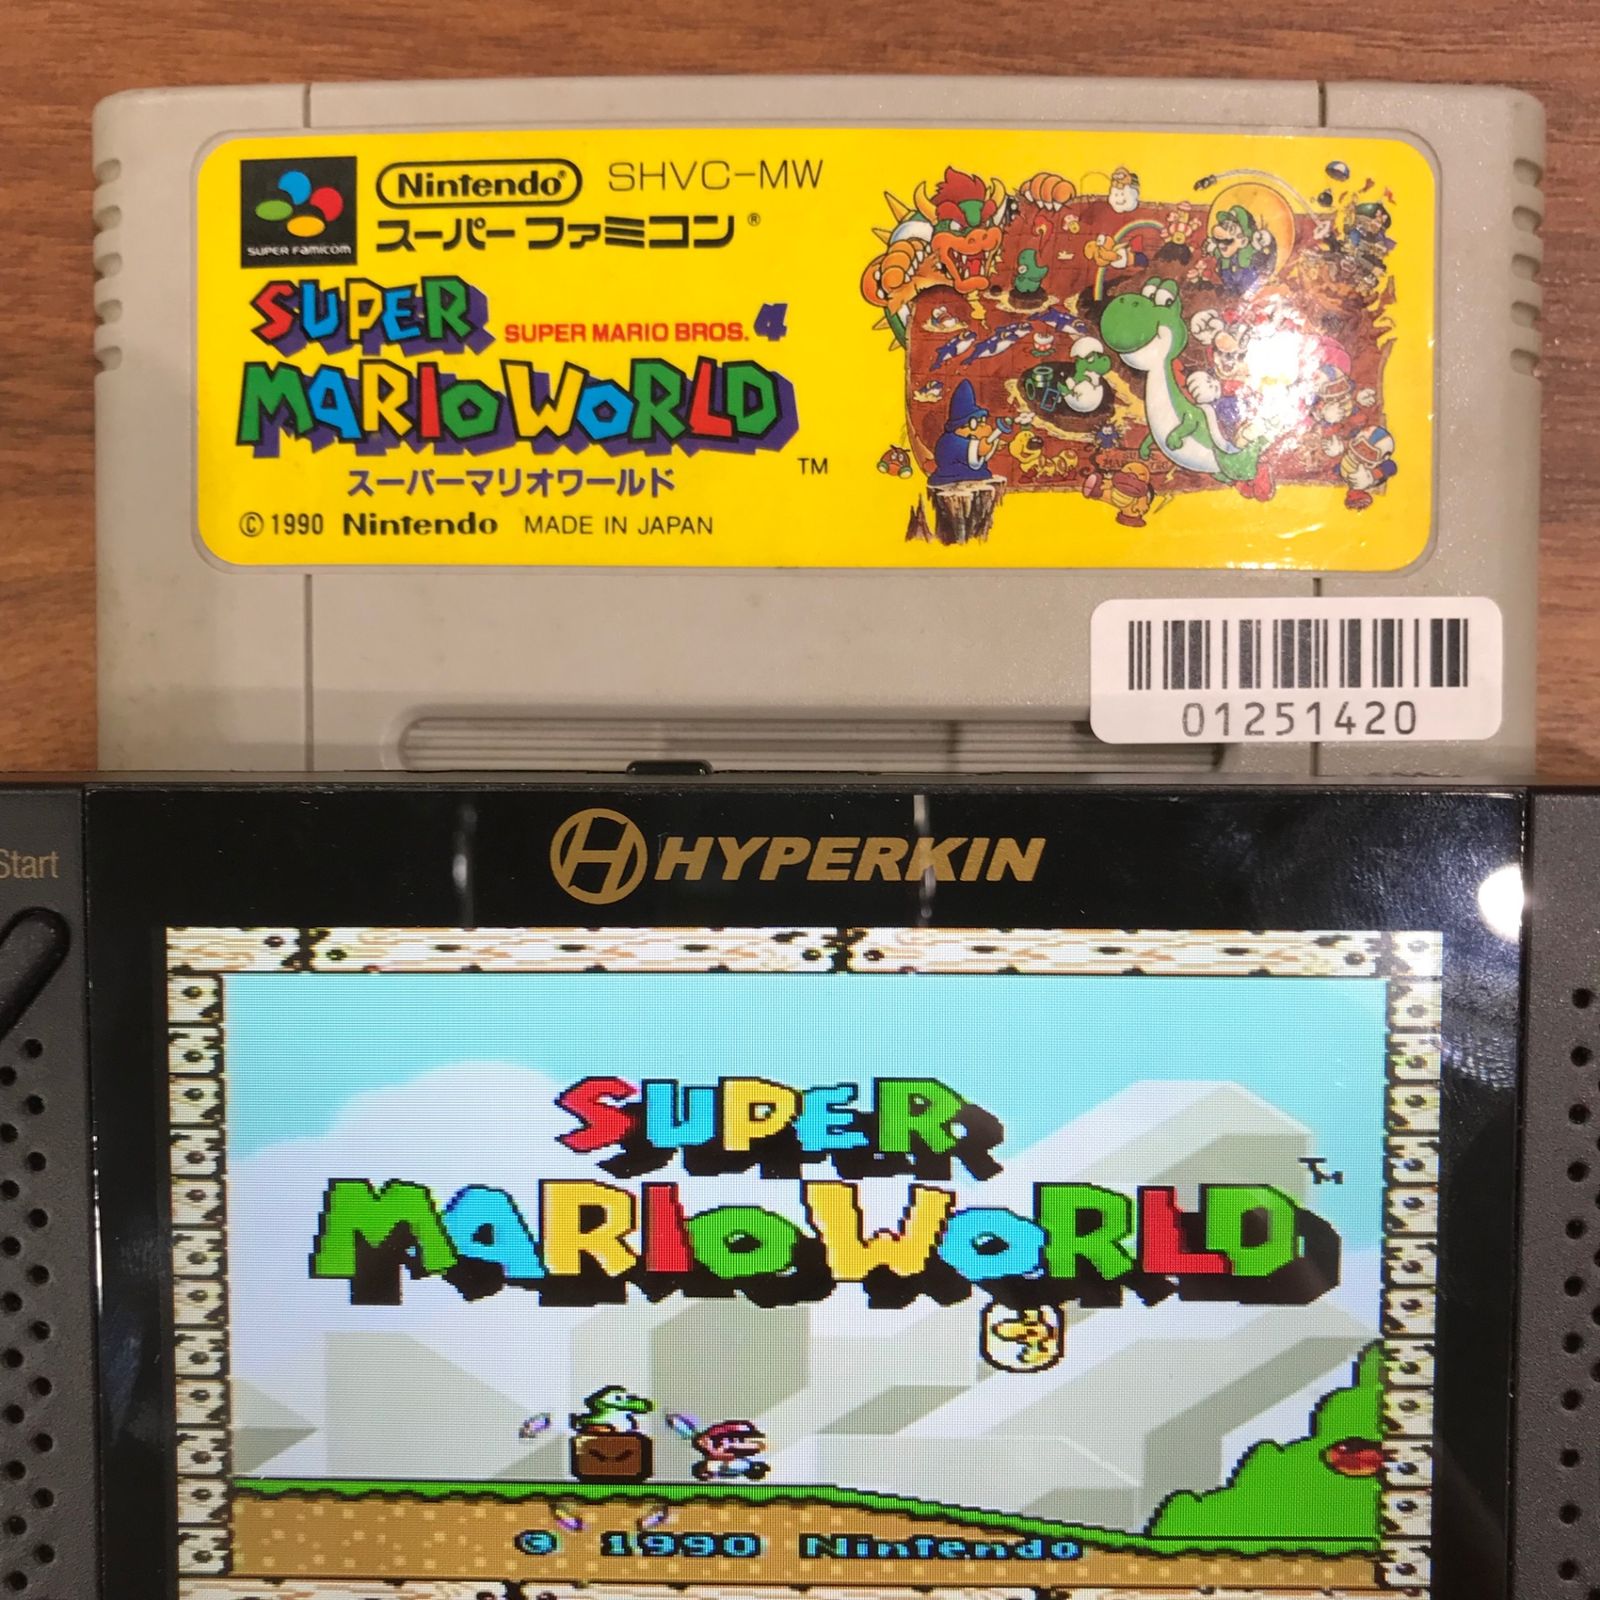 SUPER FAMICOM
Nintendo® SHVC-MW
スーパーファミコン®
SUPER
SUPER MARIO BROS. 4
MARIO WORLD
TM
スーパーマリオワールド
© 1990 Nintendo MADE IN JAPAN
01251420
Start
HYPERKIN
SUPER
MARIO WORLD TM
© 1990 Nintendo